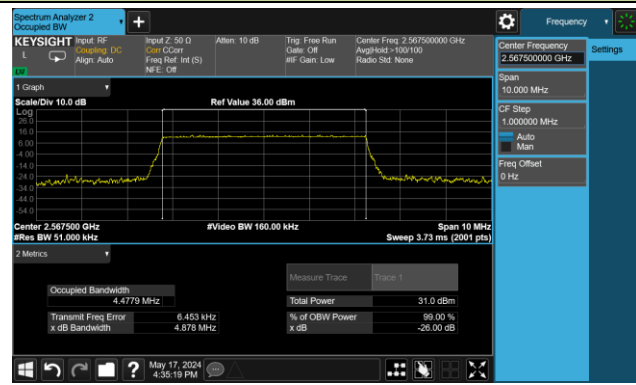 Spectrum Analyzer 2
Occupied BW
+
Frequency
KEYSIGHT
L
Input: RF
Coupling: DC
Align: Auto
Input Z: 50 Ω
Corr CCorr
Freq Ref: Int (S)
NFE: Off
Atten: 10 dB
Trig: Free Run
Gate: Off
#IF Gain: Low
Center Freq: 2.567500000 GHz
Avg|Hold:>100/100
Radio Std: None
Center Frequency
2.567500000 GHz
Settings
Span
10.000 MHz
CF Step
1.000000 MHz
Auto
Man
Freq Offset
0 Hz
1 Graph
Scale/Div 10.0 dB
Ref Value 36.00 dBm
Log
26.0
16.0
6.00
-4.00
-14.0
-24.0
-34.0
-44.0
-54.0
Center 2.567500 GHz
#Video BW 160.00 kHz
Span 10 MHz
#Res BW 51.000 kHz
Sweep 3.73 ms (2001 pts)
2 Metrics
Measure Trace
Trace 1
Occupied Bandwidth
4.4779 MHz
Total Power
31.0 dBm
Transmit Freq Error
6.453 kHz
% of OBW Power
99.00 %
x dB Bandwidth
4.878 MHz
x dB
-26.00 dB
?
May 17, 2024
4:35:19 PM